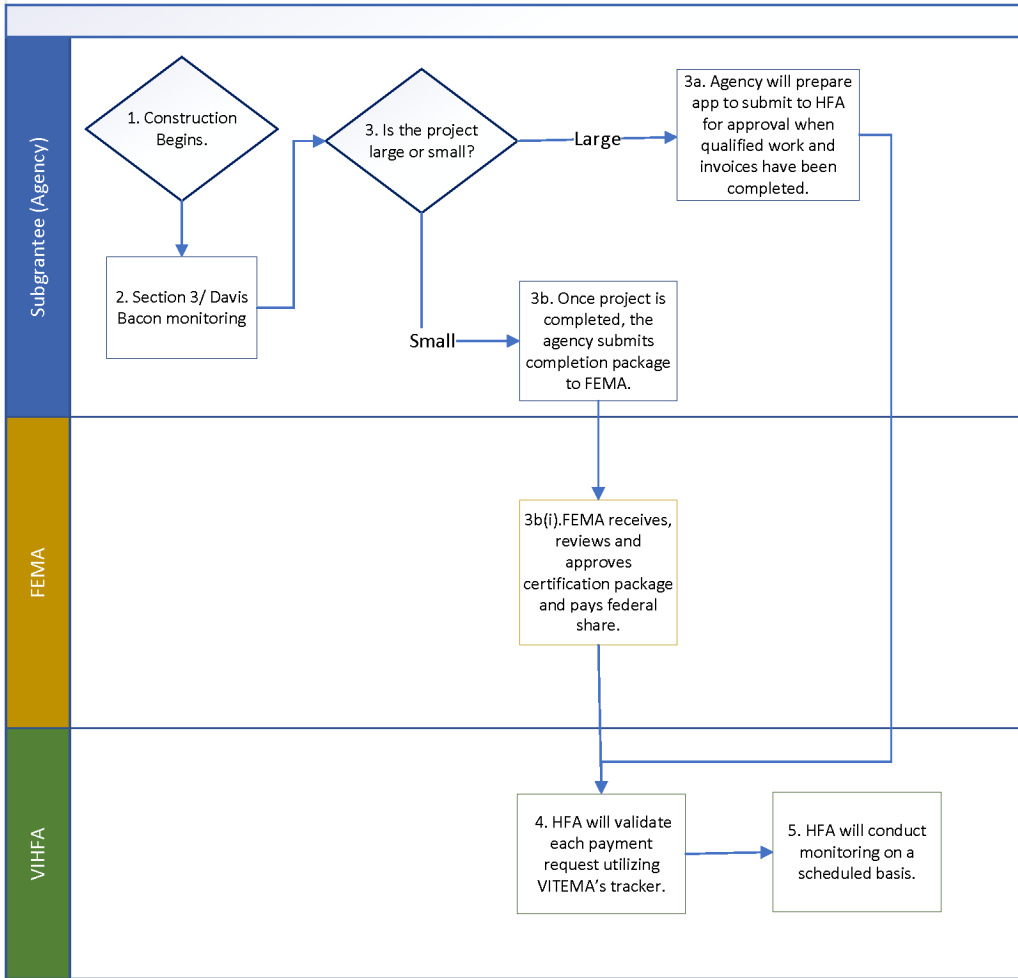 Subgrantee (Agency)
1. Construction
Begins.
2. Section 3/ Davis
Bacon monitoring
3. Is the project
large or small?
Large
3a. Agency will prepare
app to submit to HFA
for approval when
qualified work and
invoices have been
completed.
Small
3b. Once project is
completed, the
agency submits
completion package
to FEMA.
FEMA
3b(i).FEMA receives,
reviews and
approves
certification package
and pays federal
share.
VIHFA
4. HFA will validate
each payment
request utilizing
VITEMA’s tracker.
5. HFA will conduct
monitoring on a
scheduled basis.